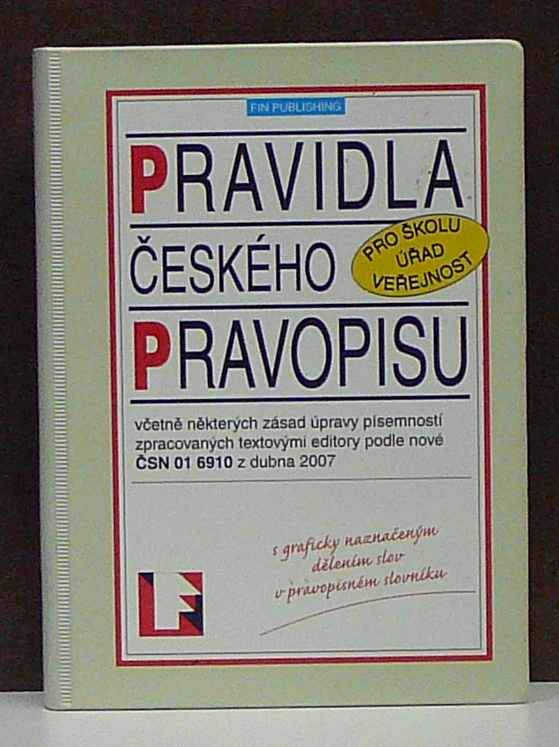 FIN PUBLISHING
PRAVIDLA
ČESKÉHO
PRO ŠKOLU
ÚŘAD
VEŘEJNOST
PRAVOPISU
včetně některých zásad úpravy písemností
zpracovaných textovými editory podle nové
ČSN 01 6910 z dubna 2007
s graficky naznačeným
dělením slov
v pravopisném slovníku
F